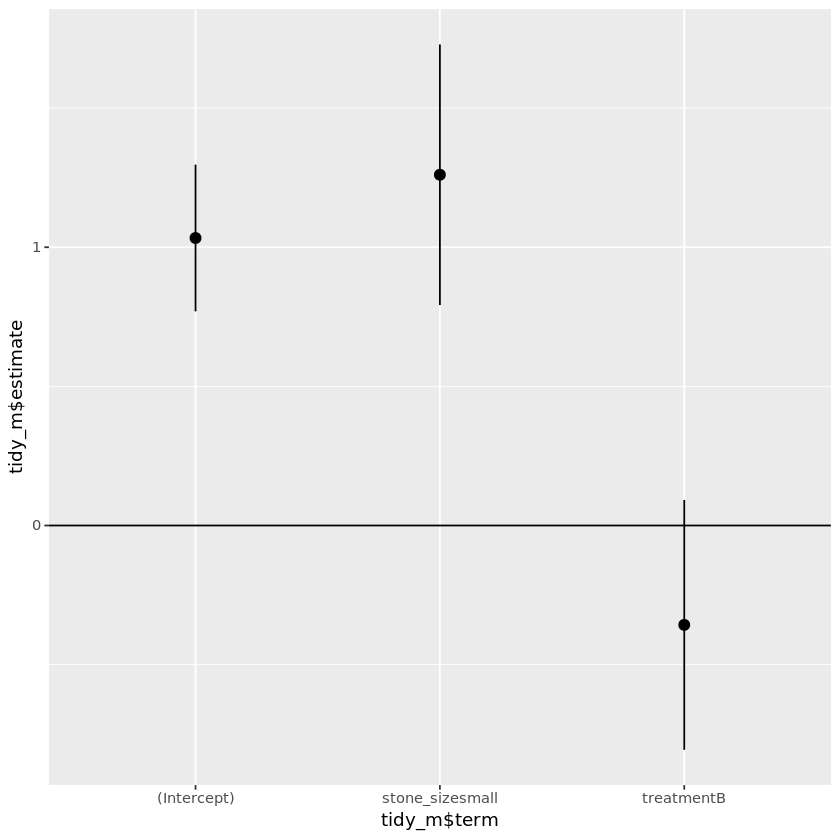 tidy_m$estimate
1
0
(Intercept)
stone_sizesmall
treatmentB
tidy_m$term